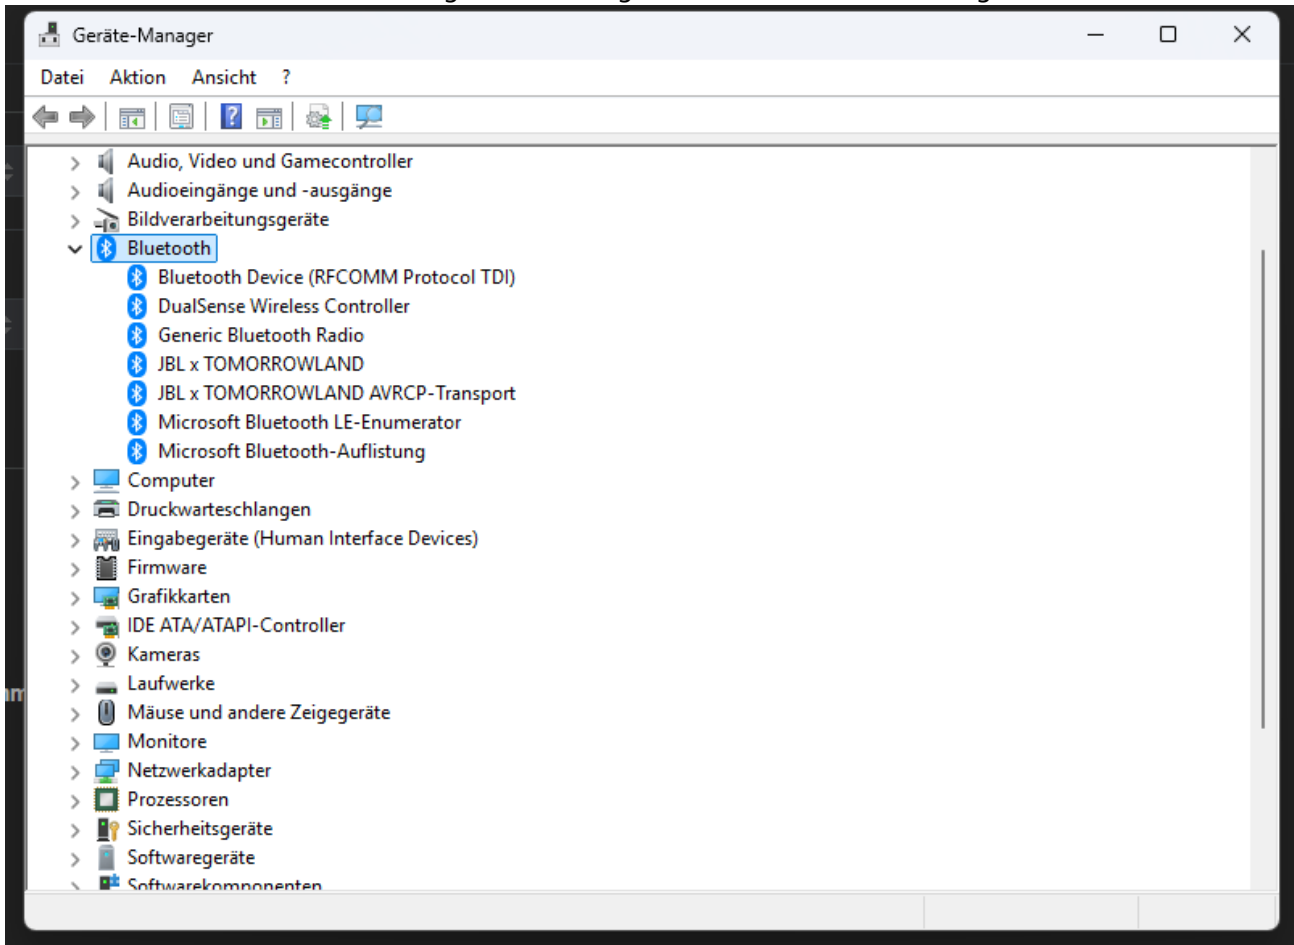 Geräte-Manager
Datei Aktion Ansicht ?
Audio, Video und Gamecontroller
Audioeingänge und -ausgänge
Bildverarbeitungsgeräte
Bluetooth
Bluetooth Device (RFCOMM Protocol TDI)
DualSense Wireless Controller
Generic Bluetooth Radio
JBL x TOMORROWLAND
JBL x TOMORROWLAND AVRCP-Transport
Microsoft Bluetooth LE-Enumerator
Microsoft Bluetooth-Auflistung
Computer
Druckwarteschlangen
Eingabegeräte (Human Interface Devices)
Firmware
Grafikkarten
IDE ATA/ATAPI-Controller
Kameras
Laufwerke
Mäuse und andere Zeigegeräte
Monitore
Netzwerkadapter
Prozessoren
Sicherheitsgeräte
Softwaregeräte
Softwarekomponenten